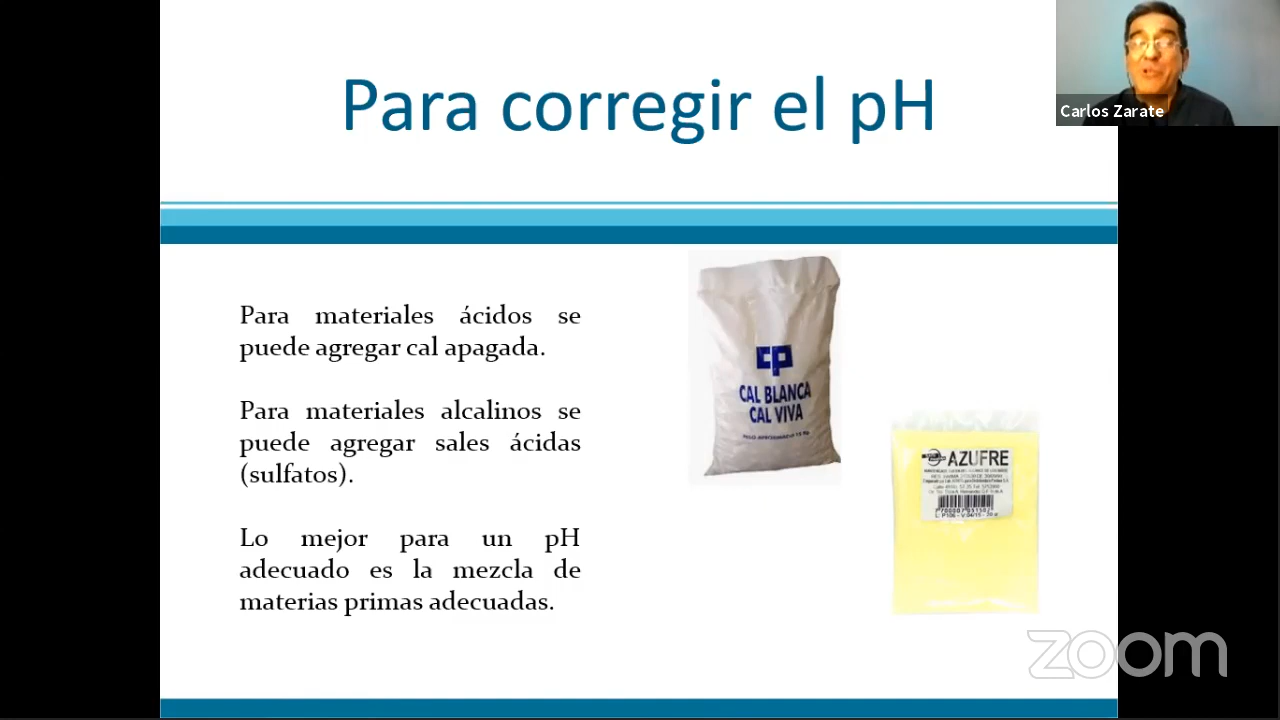 Para corregir el pH
Carlos Zarate
Para materiales ácidos se
puede agregar cal apagada.
Para materiales alcalinos se
puede agregar sales ácidas
(sulfatos).
Lo mejor para un pH
adecuado es la mezcla de
materias primas adecuadas.
cp
CAL BLANCA
CAL VIVA
AZUFRE
zoom